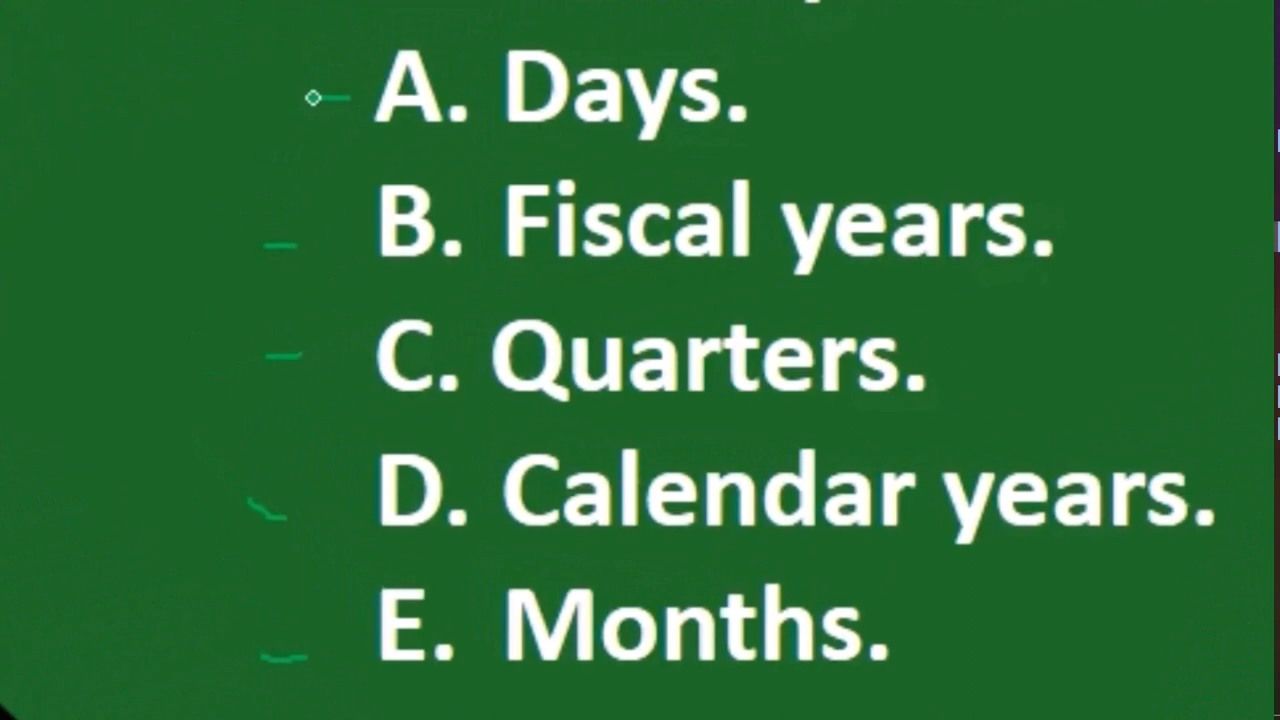 A. Days.
B. Fiscal years.
C. Quarters.
D. Calendar years.
E. Months.